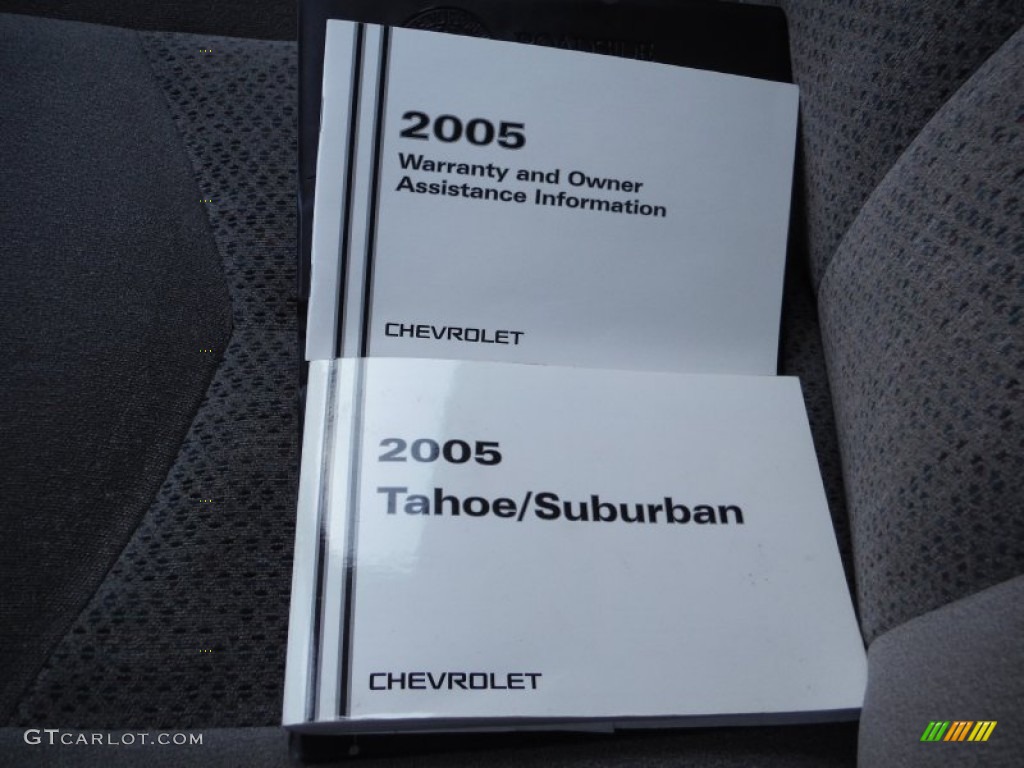 2005
Warranty and Owner
Assistance Information
CHEVROLET
2005
Tahoe/Suburban
CHEVROLET
GTCARLOT.COM